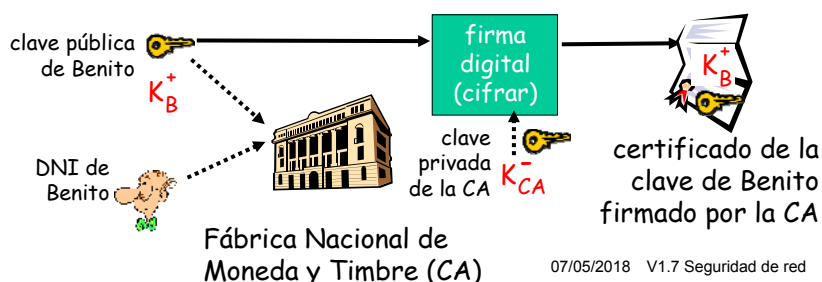 clave pública
de Benito
K+B
DNI de
Benito
Fábrica Nacional de
Moneda y Timbre (CA)
firma
digital
(cifrar)
clave
privada
de la CA
K-CA
K+B
certificado de la
clave de Benito
firmado por la CA
07/05/2018 V1.7 Seguridad de red